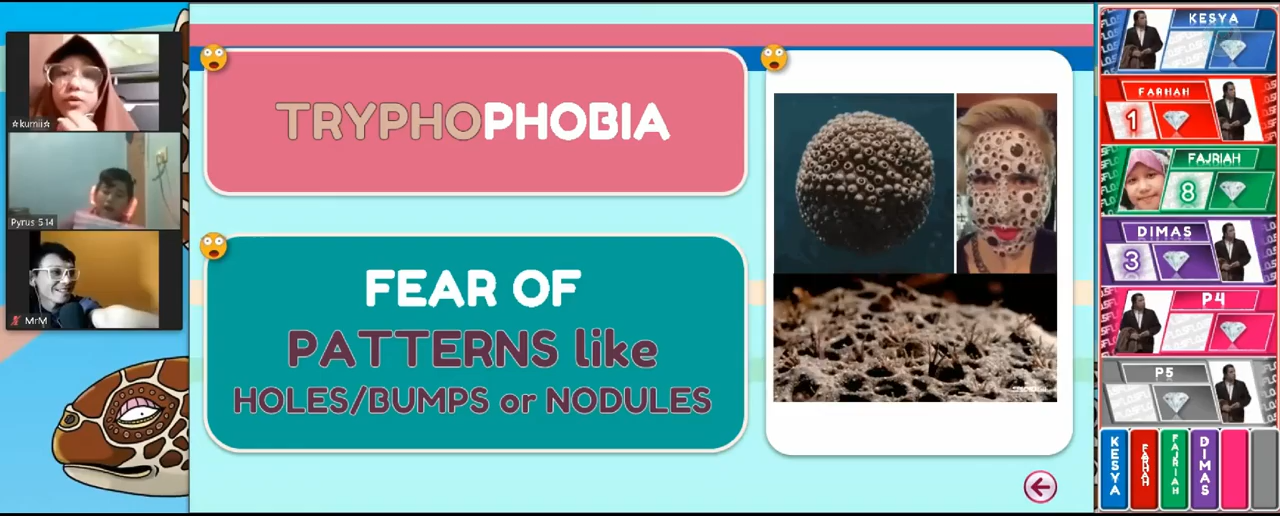 ☆kumii☆
Pyrus 514
MrM
TRYPHOPHOBIA
FEAR OF
PATTERNS like
HOLES/BUMPS or NODULES
KESYA
FARHAH
1
FAJRIAH
8
DIMAS
3
P4
P5
KESYA
FARHAH
FAJRIAH
DIMAS